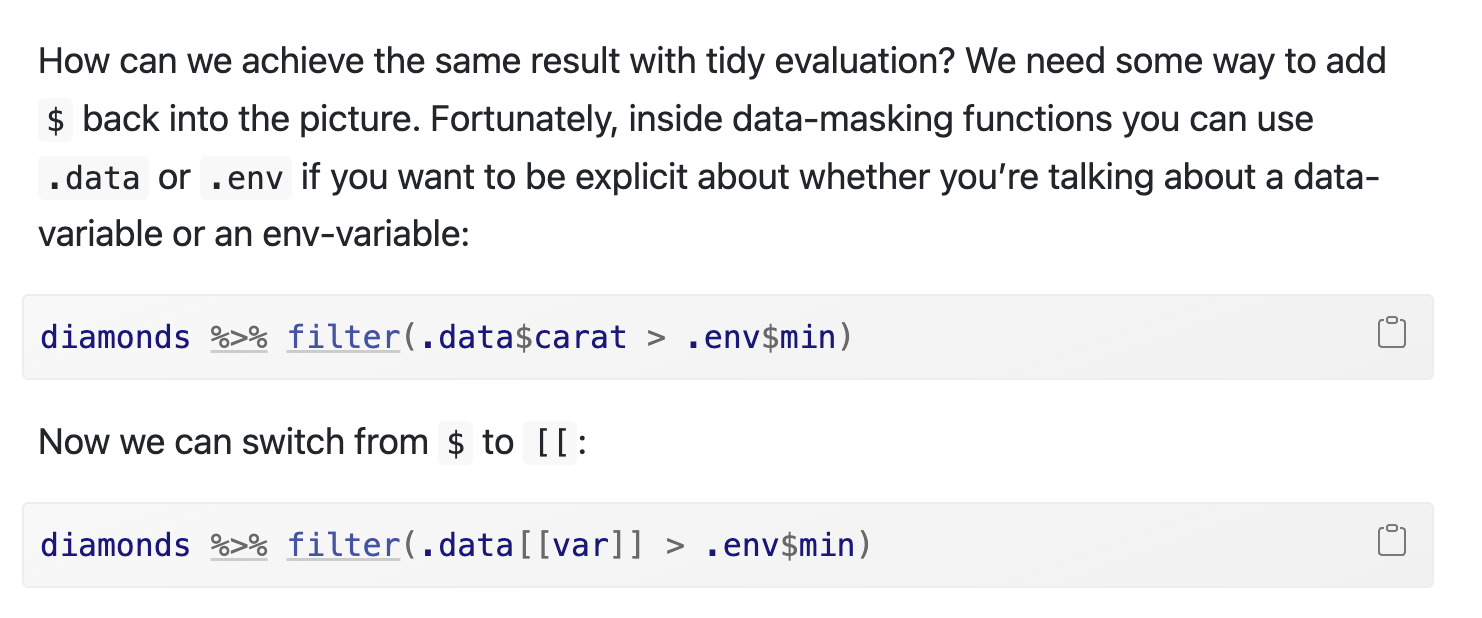 How can we achieve the same result with tidy evaluation? We need some way to add
$ back into the picture. Fortunately, inside data-masking functions you can use
.data or .env if you want to be explicit about whether you’re talking about a data-
variable or an env-variable:
diamonds %>% filter(.data$carat > .env$min)
Now we can switch from $ to [[:
diamonds %>% filter(.data[[var]] > .env$min)